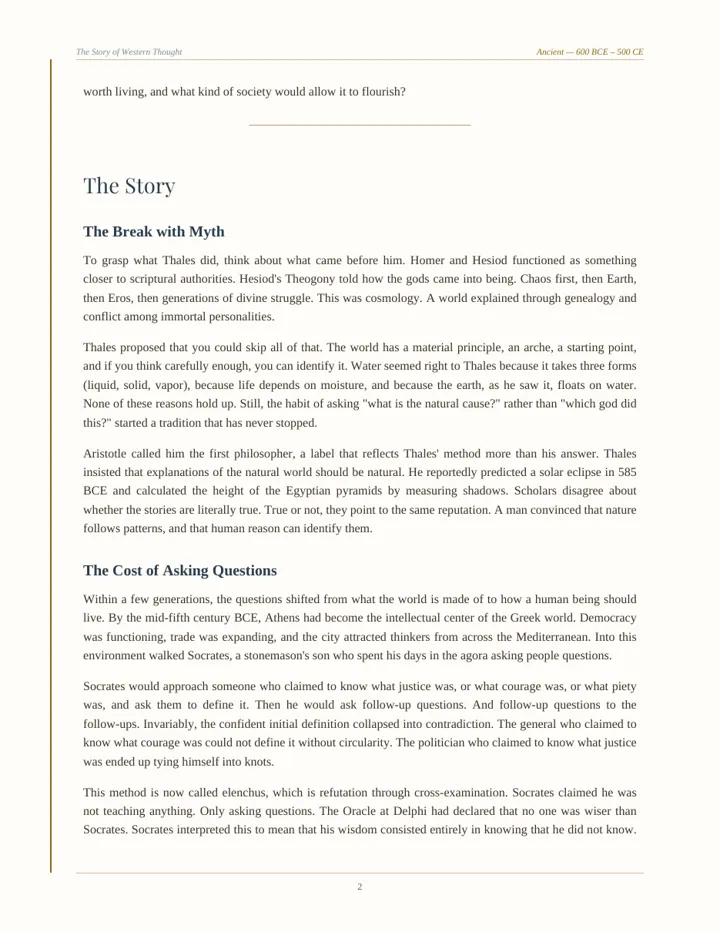 The Story of Western Thought
Ancient — 600 BCE – 500 CE
worth living, and what kind of society would allow it to flourish?
The Story
The Break with Myth
To grasp what Thales did, think about what came before him. Homer and Hesiod functioned as something
closer to scriptural authorities. Hesiod's Theogony told how the gods came into being. Chaos first, then Earth,
then Eros, then generations of divine struggle. This was cosmology. A world explained through genealogy and
conflict among immortal personalities.
Thales proposed that you could skip all of that. The world has a material principle, an arche, a starting point,
and if you think carefully enough, you can identify it. Water seemed right to Thales because it takes three forms
(liquid, solid, vapor), because life depends on moisture, and because the earth, as he saw it, floats on water.
None of these reasons hold up. Still, the habit of asking "what is the natural cause?" rather than "which god did
this?" started a tradition that has never stopped.
Aristotle called him the first philosopher, a label that reflects Thales' method more than his answer. Thales
insisted that explanations of the natural world should be natural. He reportedly predicted a solar eclipse in 585
BCE and calculated the height of the Egyptian pyramids by measuring shadows. Scholars disagree about
whether the stories are literally true. True or not, they point to the same reputation. A man convinced that nature
follows patterns, and that human reason can identify them.
The Cost of Asking Questions
Within a few generations, the questions shifted from what the world is made of to how a human being should
live. By the mid-fifth century BCE, Athens had become the intellectual center of the Greek world. Democracy
was functioning, trade was expanding, and the city attracted thinkers from across the Mediterranean. Into this
environment walked Socrates, a stonemason's son who spent his days in the agora asking people questions.
Socrates would approach someone who claimed to know what justice was, or what courage was, or what piety
was, and ask them to define it. Then he would ask follow-up questions. And follow-up questions to the
follow-ups. Invariably, the confident initial definition collapsed into contradiction. The general who claimed to
know what courage was could not define it without circularity. The politician who claimed to know what justice
was ended up tying himself into knots.
This method is now called elenchus, which is refutation through cross-examination. Socrates claimed he was
not teaching anything. Only asking questions. The Oracle at Delphi had declared that no one was wiser than
Socrates. Socrates interpreted this to mean that his wisdom consisted entirely in knowing that he did not know.
2